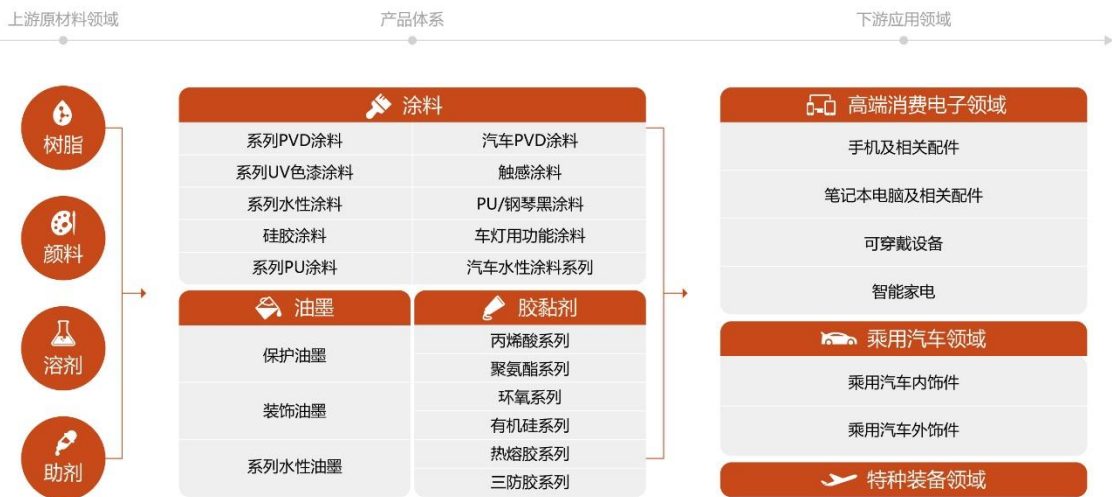 上游原材料领域
产品体系
下游应用领域
树脂
颜料
溶剂
助剂
涂料
系列PVD涂料
汽车PVD涂料
系列UV色漆涂料
触感涂料
系列水性涂料
PU/钢琴黑涂料
硅胶涂料
车灯用功能涂料
系列PU涂料
汽车水性涂料系列
油墨
保护油墨
装饰油墨
系列水性油墨
胶黏剂
丙烯酸系列
聚氨酯系列
环氧系列
有机硅系列
热熔胶系列
三防胶系列
高端消费电子领域
手机及相关配件
笔记本电脑及相关配件
可穿戴设备
智能家电
乘用汽车领域
乘用汽车内饰件
乘用汽车外饰件
特种装备领域